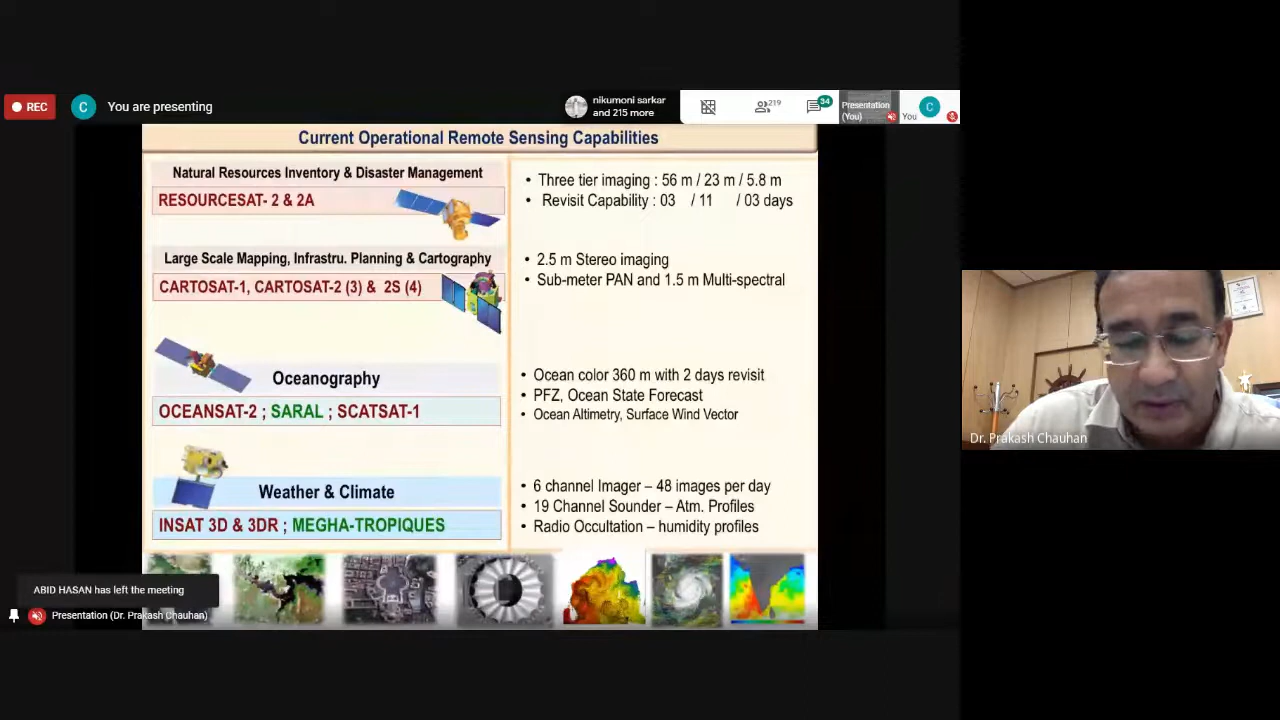 REC
C
You are presenting
nikumoni sarkar
and 215 more
219
34
Presentation
(You)
You
C
Current Operational Remote Sensing Capabilities
Natural Resources Inventory & Disaster Management
RESOURCESAT- 2 & 2A
• Three tier imaging : 56 m / 23 m / 5.8 m
• Revisit Capability : 03 / 11 / 03 days
Large Scale Mapping, Infrastru. Planning & Cartography
CARTOSAT-1, CARTOSAT-2 (3) & 2S (4)
• 2.5 m Stereo imaging
• Sub-meter PAN and 1.5 m Multi-spectral
Oceanography
OCEANSAT-2 ; SARAL ; SCATSAT-1
• Ocean color 360 m with 2 days revisit
• PFZ, Ocean State Forecast
• Ocean Altimetry, Surface Wind Vector
Weather & Climate
INSAT 3D & 3DR ; MEGHA-TROPIQUES
• 6 channel Imager – 48 images per day
• 19 Channel Sounder – Atm. Profiles
• Radio Occultation – humidity profiles
ABID HASAN has left the meeting
Presentation (Dr. Prakash Chauhan)
Dr. Prakash Chauhan